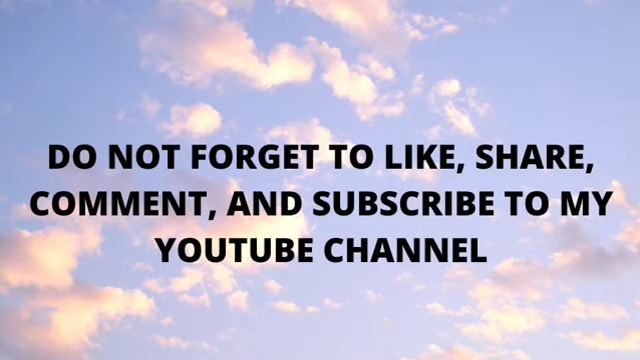 DO NOT FORGET TO LIKE, SHARE,
COMMENT, AND SUBSCRIBE TO MY
YOUTUBE CHANNEL